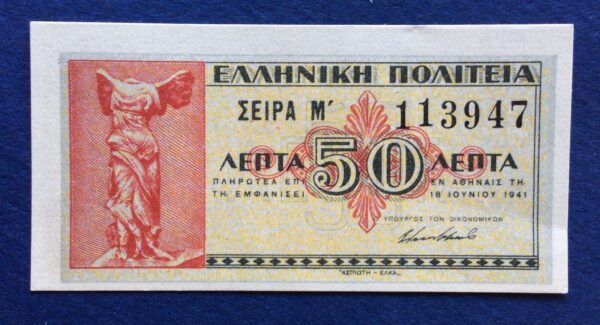 ΕΛΛΗΝΙΚΗ ΠΟΛΙΤΕΙΑ
ΣΕΙΡΑ Μ′ 113947
ΛΕΠΤΑ 50 ΛΕΠΤΑ
ΠΛΗΡΩΤΕΑ ΕΠΙ ΕΝ ΑΘΗΝΑΙΣ ΤΗ
ΤΗ ΕΜΦΑΝΙΣΕΙ 18 ΙΟΥΝΙΟΥ 1941
ΥΠΟΥΡΓΟΣ ΤΩΝ ΟΙΚΟΝΟΜΙΚΩΝ
"ΑΣΠΙΩΤΗ - ΕΛΚΑ"